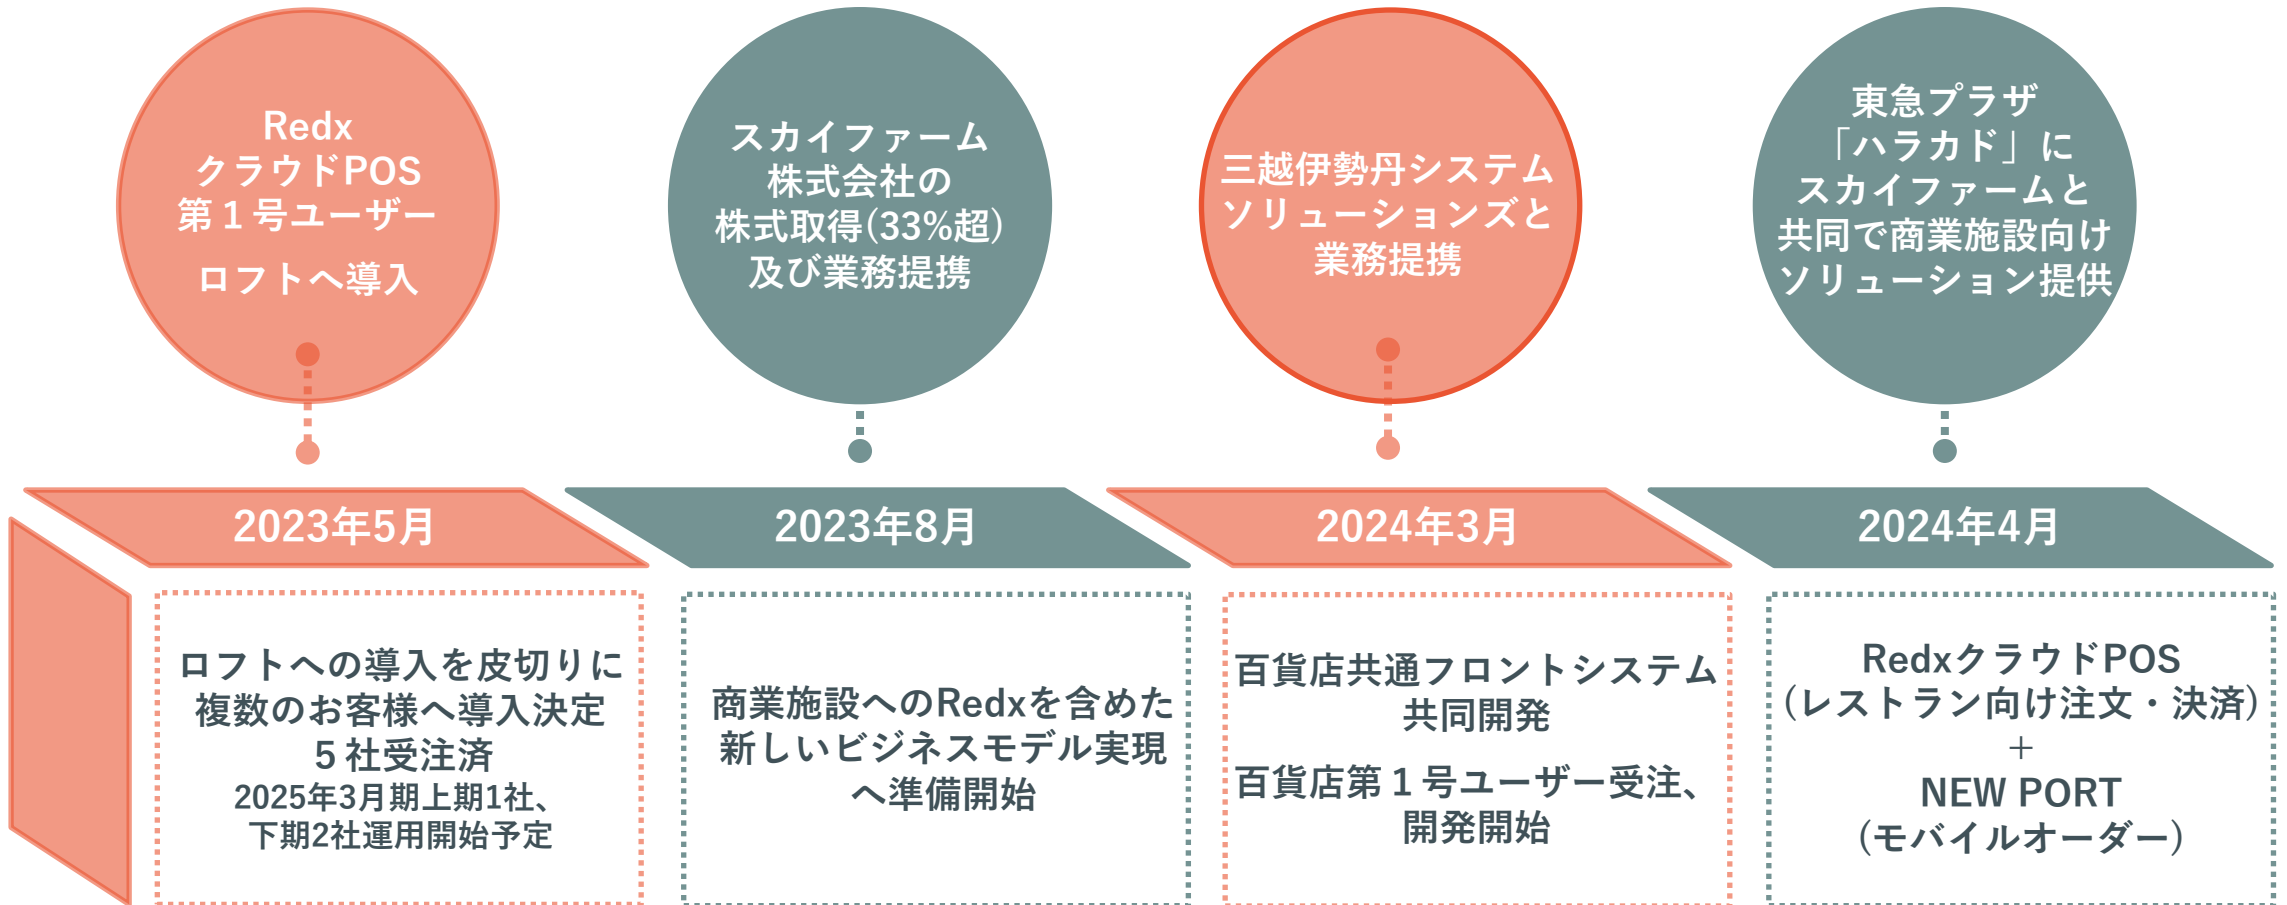 Redx
クラウドPOS
第１号ユーザー
ロフトへ導入
スカイファーム
株式会社の
株式取得(33%超)
及び業務提携
三越伊勢丹システム
ソリューションズと
業務提携
東急プラザ
「ハラカド」に
スカイファームと
共同で商業施設向け
ソリューション提供
2023年5月
2023年8月
2024年3月
2024年4月
ロフトへの導入を皮切りに
複数のお客様へ導入決定
５社受注済
2025年3月期上期1社、
下期2社運用開始予定
商業施設へのRedxを含めた
新しいビジネスモデル実現
へ準備開始
百貨店共通フロントシステム
共同開発
百貨店第１号ユーザー受注、
開発開始
RedxクラウドPOS
(レストラン向け注文・決済)
＋
NEW PORT
(モバイルオーダー)